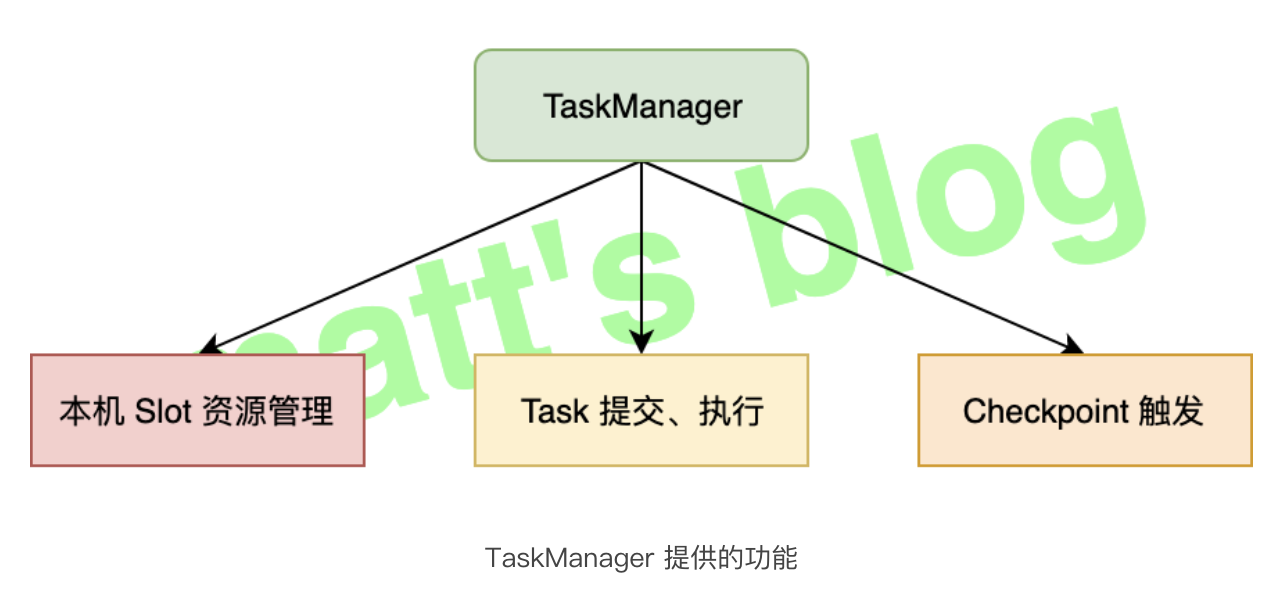 TaskManager
matt's blog
本机 Slot 资源管理
Task 提交、执行
Checkpoint 触发
TaskManager 提供的功能